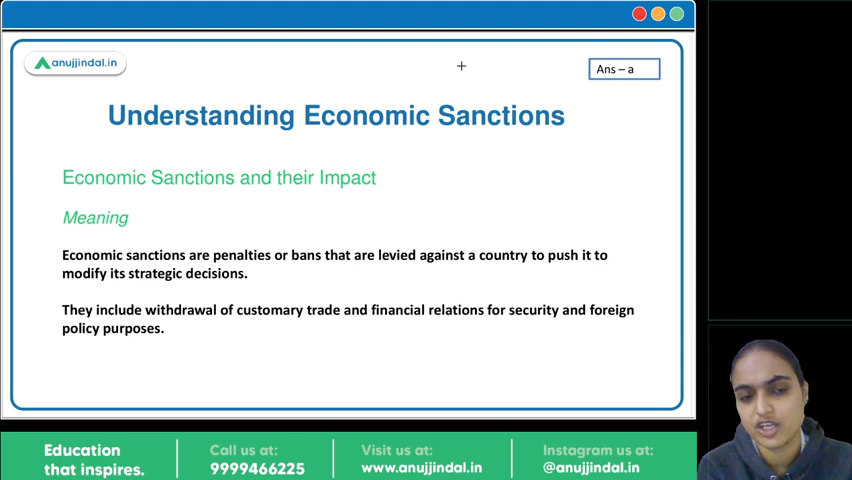 anujjindal.in
Ans – a
Understanding Economic Sanctions
Economic Sanctions and their Impact
Meaning
Economic sanctions are penalties or bans that are levied against a country to push it to
modify its strategic decisions.
They include withdrawal of customary trade and financial relations for security and foreign
policy purposes.
Education
that inspires.
Call us at:
9999466225
Visit us at:
www.anujjindal.in
Instagram us at:
@anujjindal.in